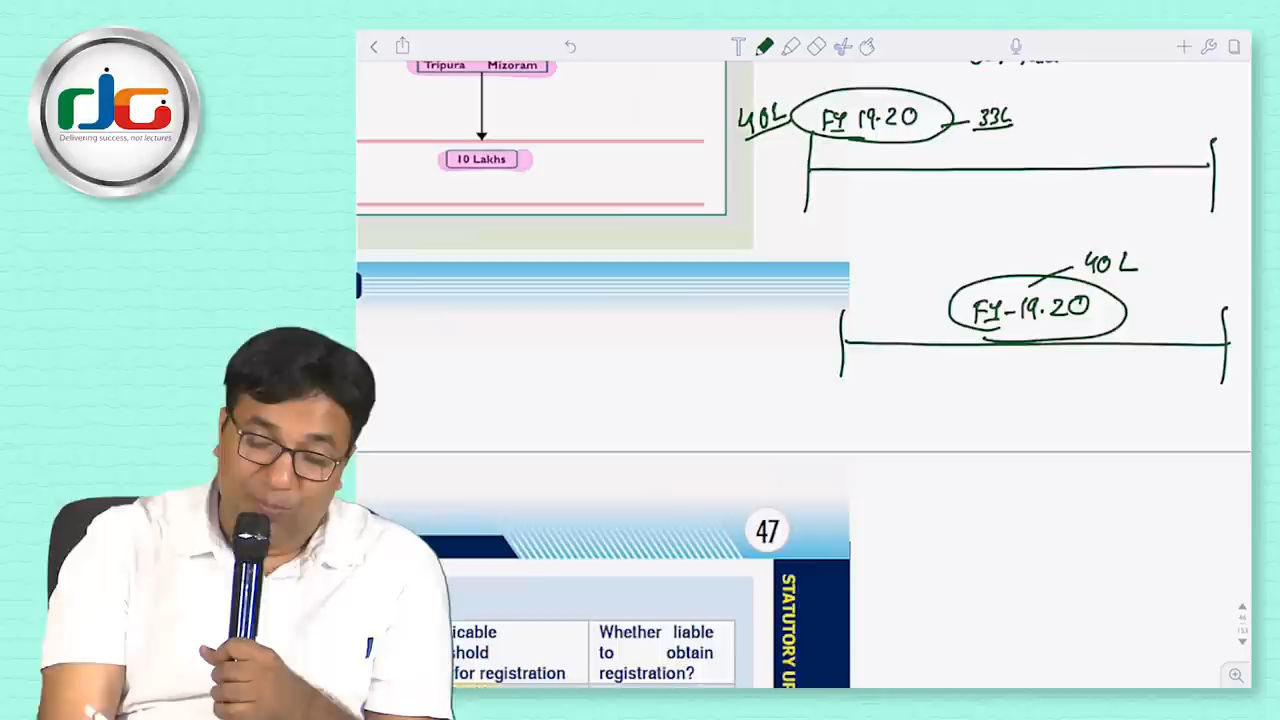 Delivering success, not lectures
Tripura Mizoram
10 Lakhs
40L FY 19.20 33L
40 L
FY-19.20
47
STATUTORY UP
icable
shold
for registration
Whether liable
to obtain
registration?